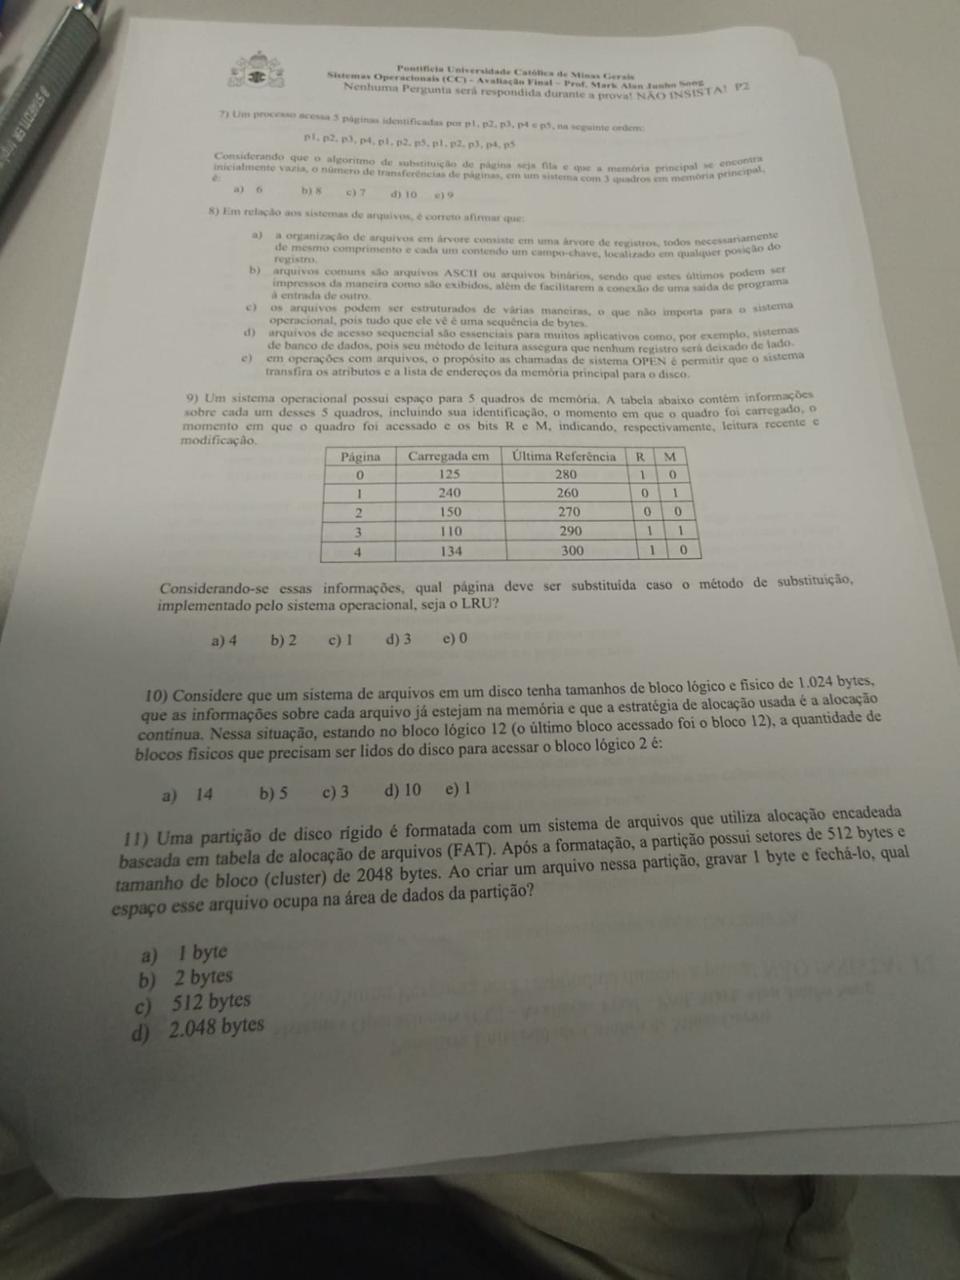 Pontifícia Universidade Católica de Minas Gerais
Sistemas Operacionais (CC) - Avaliação Final - Prof. Mark Alan Junho Song
Nenhuma Pergunta será respondida durante a prova! NÃO INSISTA! P2
7) Um processo acessa 5 páginas identificadas por p1, p2, p3, p4 e p5, na seguinte ordem:
p1, p2, p3, p4, p1, p2, p5, p1, p2, p3, p4, p5
Considerando que o algoritmo de substituição de página seja fila e que a memória principal se encontra
inicialmente vazia, o número de transferências de páginas, em um sistema com 3 quadros em memória principal,
é:
a) 6 b) 8 c) 7 d) 10 e) 9
8) Em relação aos sistemas de arquivos, é correto afirmar que:
a) a organização de arquivos em árvore consiste em uma árvore de registros, todos necessariamente
de mesmo comprimento e cada um contendo um campo-chave, localizado em qualquer posição do
registro.
b) arquivos comuns são arquivos ASCII ou arquivos binários, sendo que estes últimos podem ser
impressos da maneira como são exibidos, além de facilitarem a conexão de uma saída de programa
à entrada de outro.
c) os arquivos podem ser estruturados de várias maneiras, o que não importa para o sistema
operacional, pois tudo que ele vê é uma sequência de bytes.
d) arquivos de acesso sequencial são essenciais para muitos aplicativos como, por exemplo, sistemas
de banco de dados, pois seu método de leitura assegura que nenhum registro será deixado de lado.
e) em operações com arquivos, o propósito as chamadas de sistema OPEN é permitir que o sistema
transfira os atributos e a lista de endereços da memória principal para o disco.
9) Um sistema operacional possui espaço para 5 quadros de memória. A tabela abaixo contém informações
sobre cada um desses 5 quadros, incluindo sua identificação, o momento em que o quadro foi carregado, o
momento em que o quadro foi acessado e os bits R e M, indicando, respectivamente, leitura recente e
modificação.
Página Carregada em Última Referência R M
0 125 280 1 0
1 240 260 0 1
2 150 270 0 0
3 110 290 1 1
4 134 300 1 0
Considerando-se essas informações, qual página deve ser substituída caso o método de substituição,
implementado pelo sistema operacional, seja o LRU?
a) 4 b) 2 c) 1 d) 3 e) 0
10) Considere que um sistema de arquivos em um disco tenha tamanhos de bloco lógico e físico de 1.024 bytes,
que as informações sobre cada arquivo já estejam na memória e que a estratégia de alocação usada é a alocação
contínua. Nessa situação, estando no bloco lógico 12 (o último bloco acessado foi o bloco 12), a quantidade de
blocos físicos que precisam ser lidos do disco para acessar o bloco lógico 2 é:
a) 14 b) 5 c) 3 d) 10 e) 1
11) Uma partição de disco rígido é formatada com um sistema de arquivos que utiliza alocação encadeada
baseada em tabela de alocação de arquivos (FAT). Após a formatação, a partição possui setores de 512 bytes e
tamanho de bloco (cluster) de 2048 bytes. Ao criar um arquivo nessa partição, gravar 1 byte e fechá-lo, qual
espaço esse arquivo ocupa na área de dados da partição?
a) 1 byte
b) 2 bytes
c) 512 bytes
d) 2.048 bytes